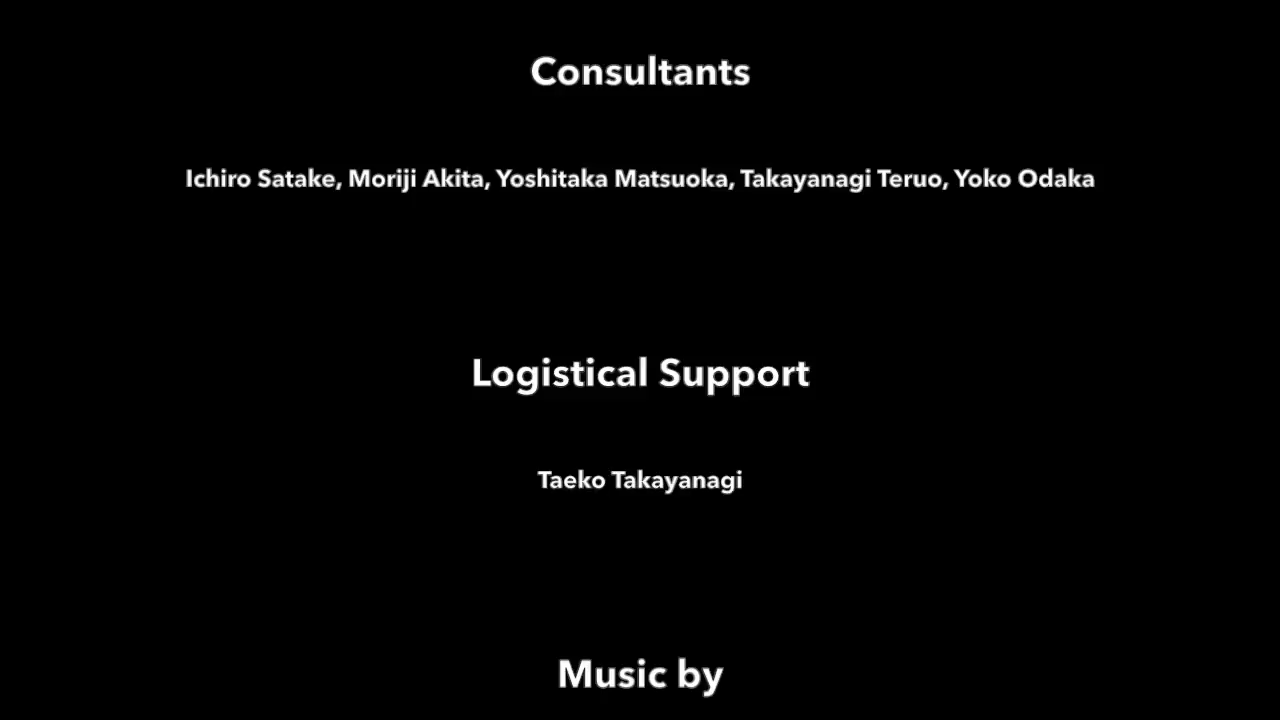 Consultants
Ichiro Satake, Moriji Akita, Yoshitaka Matsuoka, Takayanagi Teruo, Yoko Odaka
Logistical Support
Taeko Takayanagi
Music by